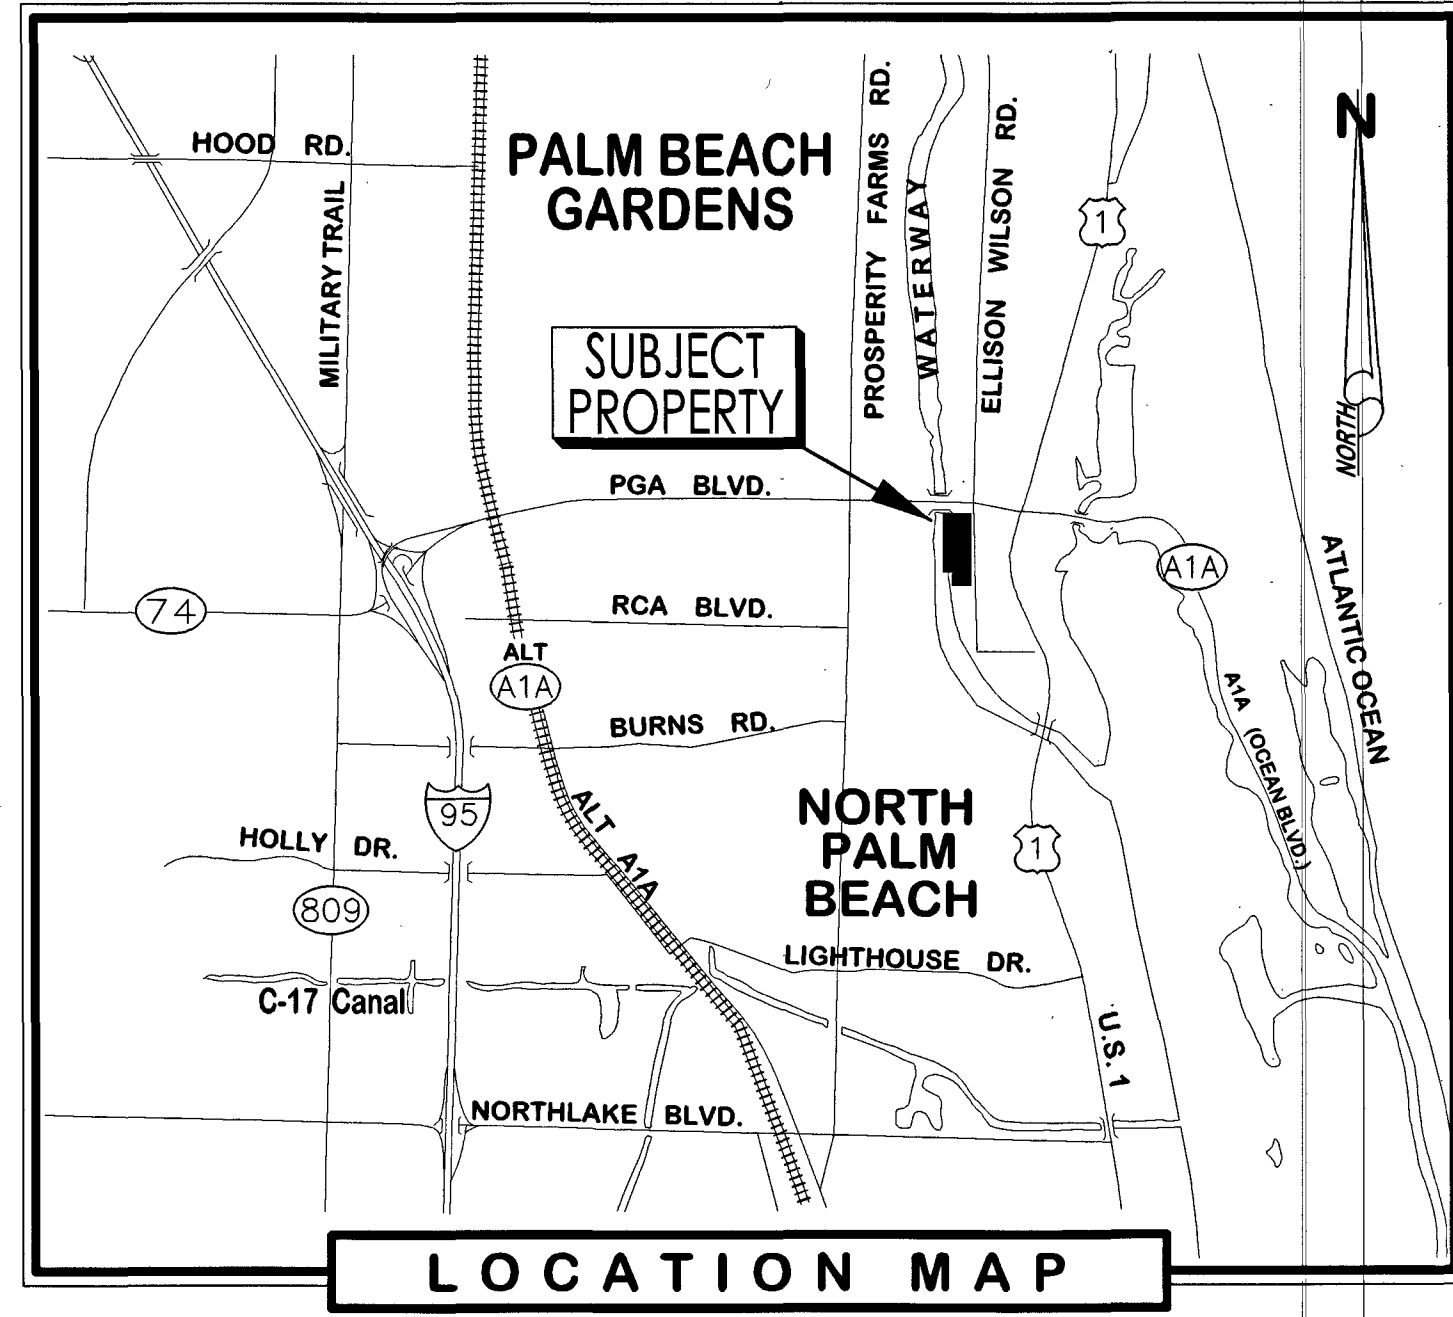 HOOD RD.
MILITARY TRAIL
PALM BEACH
GARDENS
PROSPERITY FARMS RD.
WATERWAY
ELLISON WILSON RD.
1
N
NORTH
SUBJECT
PROPERTY
PGA BLVD.
A1A
ATLANTIC OCEAN
74
RCA BLVD.
ALT
A1A
A1A (OCEAN BLVD.)
BURNS RD.
95
ALT A1A
NORTH
PALM
BEACH
1
HOLLY DR.
809
LIGHTHOUSE DR.
C-17 Canal
U.S. 1
NORTHLAKE BLVD.
LOCATION MAP